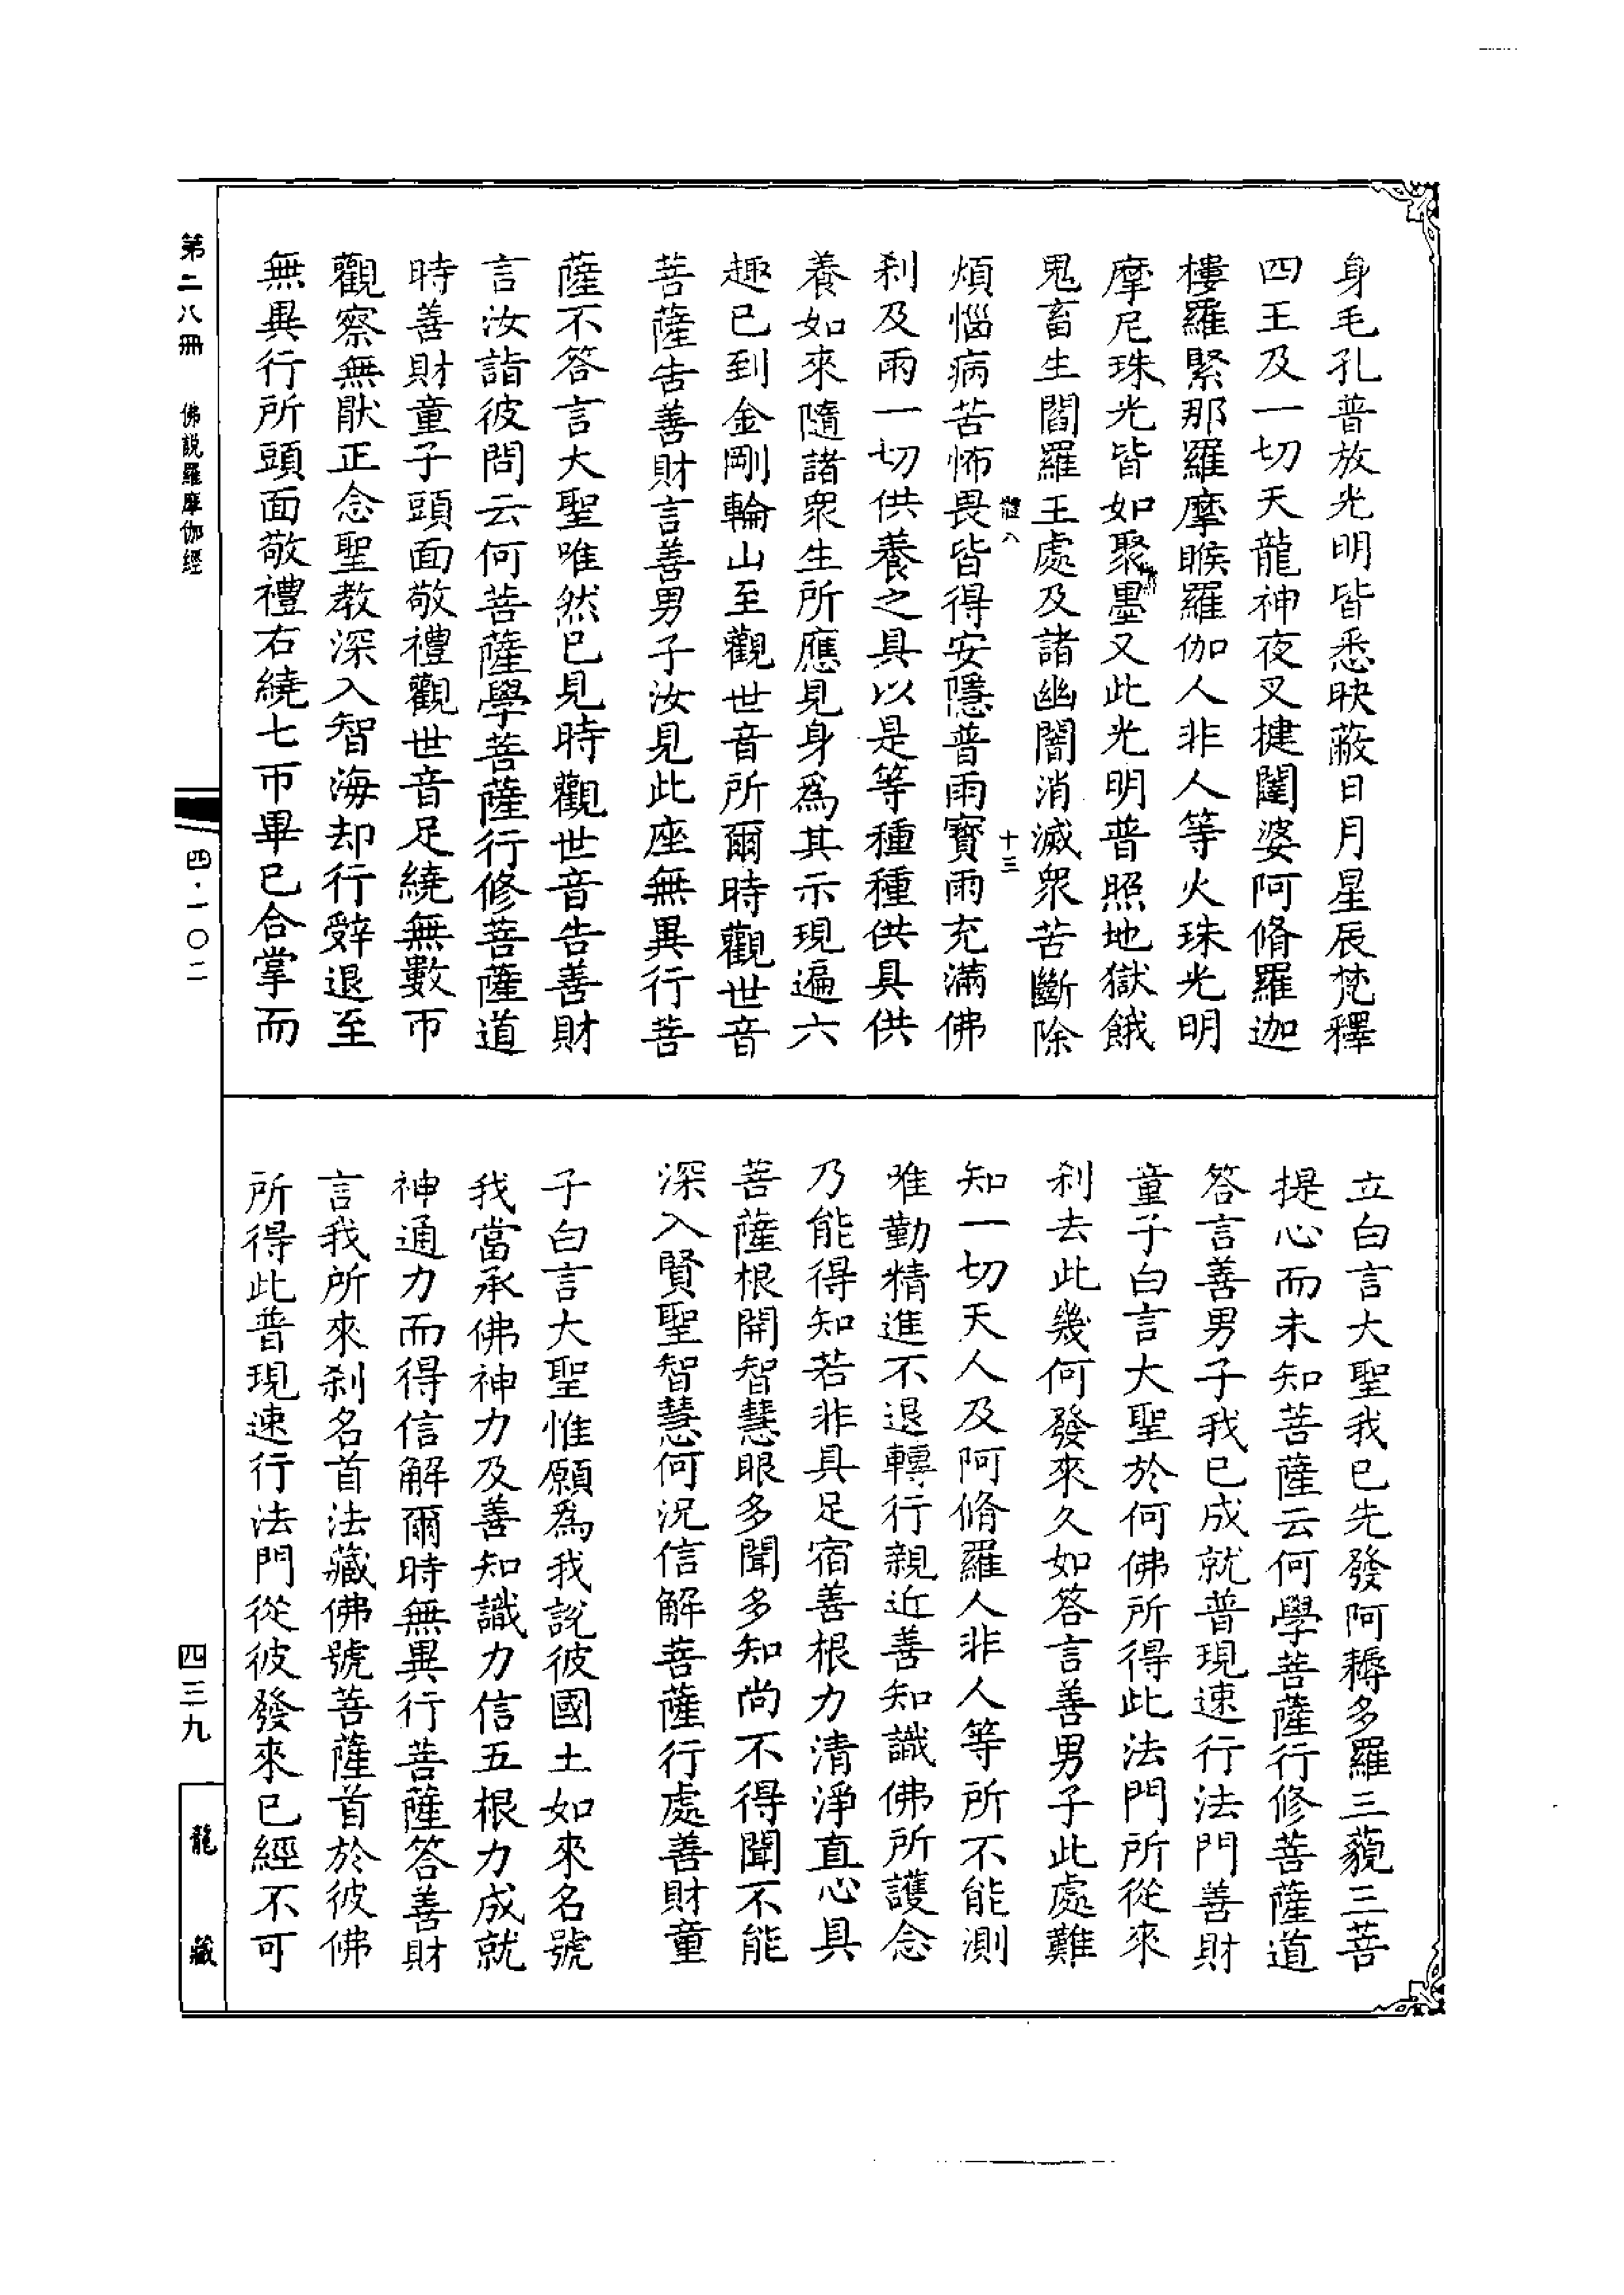 身毛孔普放光明皆悉映蔽日月星辰梵釋
四王及一切天龍神夜叉揵闥婆阿脩羅迦
樓羅緊那羅摩睺羅伽人非人等火珠光明
摩尼珠光皆如聚墨又此光明普照地獄餓
鬼畜生閻羅王處及諸幽闇消滅衆苦斷除
八 十三
煩惱病苦怖畏皆得安隱普雨寶雨充滿佛
刹及雨一切供養之具以是等種種供具供
養如來隨諸衆生所應見身爲其示現遍六
趣已到金剛輪山至觀世音所爾時觀世音
菩薩告善財言善男子汝見此座無異行菩
薩不答言大聖唯然已見時觀世音告善財
言汝詣彼問云何菩薩學菩薩行修菩薩道
時善財童子頭面敬禮觀世音足繞無數帀
觀察無猒正念聖教深入智海却行辤退至
無異行所頭面敬禮右繞七帀畢已合掌而
立白言大聖我已先發阿耨多羅三藐三菩
提心而未知菩薩云何學菩薩行修菩薩道
答言善男子我已成就普現速行法門善財
童子白言大聖於何佛所得此法門所從來
刹去此幾何發來久如答言善男子此處難
知一切天人及阿脩羅人非人等所不能測
唯勤精進不退轉行親近善知識佛所護念
乃能得知若非具足宿善根力清淨直心具
菩薩根開智慧眼多聞多知尚不得聞不能
深入賢聖智慧何況信解菩薩行處善財童
子白言大聖惟願為我說彼國土如來名號
我當承佛神力及善知識力信五根力成就
神通力而得信解爾時無異行菩薩答善財
言我所來刹名首法藏佛號菩薩首於彼佛
所得此普現速行法門從彼發來已經不可
第二八冊 佛說羅摩伽經
四·一〇二
四三九
龍藏